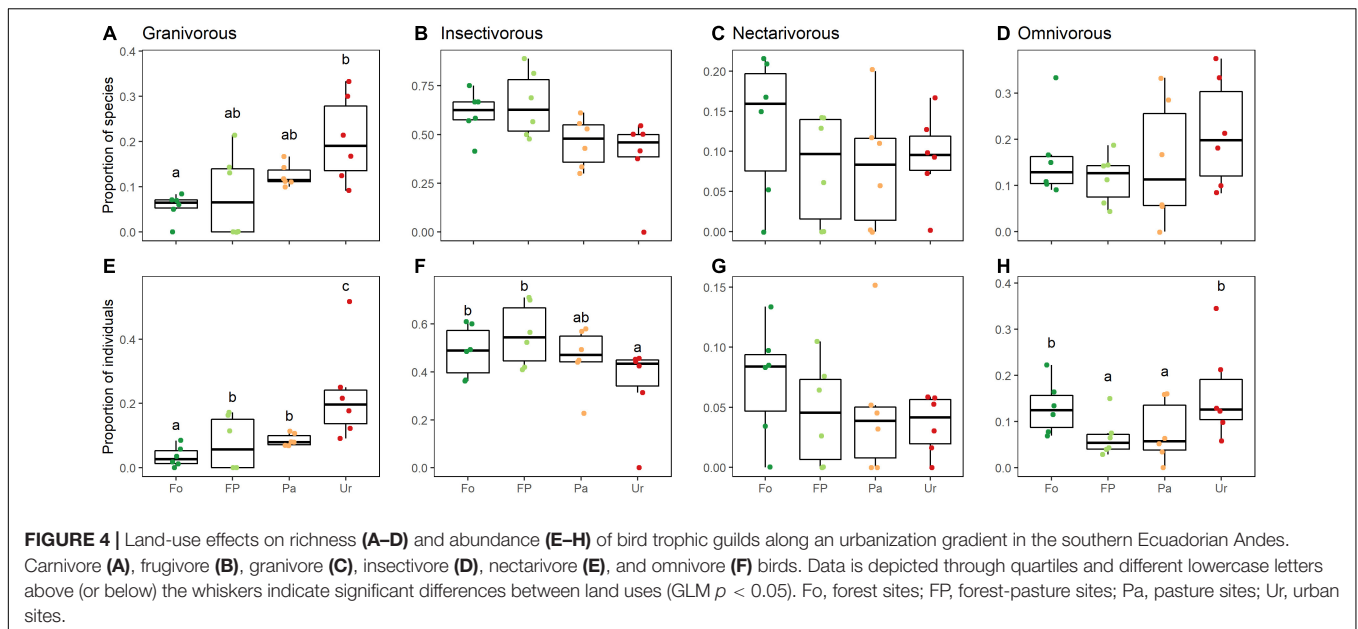 A Granivorous
B Insectivorous
C Nectarivorous
D Omnivorous
Proportion of species
0.4
0.3
0.2
0.1
0.0
a
ab
ab
b
0.75
0.50
0.25
0.00
0.20
0.15
0.10
0.05
0.00
0.3
0.2
0.1
0.0
E
F
G
H
Proportion of individuals
0.4
0.2
0.0
a
b
b
c
Fo FP Pa Ur
0.6
0.4
0.2
0.0
b
b
ab
a
Fo FP Pa Ur
0.15
0.10
0.05
0.00
Fo FP Pa Ur
0.4
0.3
0.2
0.1
0.0
b
a
a
b
Fo FP Pa Ur
FIGURE 4 | Land-use effects on richness (A–D) and abundance (E–H) of bird trophic guilds along an urbanization gradient in the southern Ecuadorian Andes.
Carnivore (A), frugivore (B), granivore (C), insectivore (D), nectarivore (E), and omnivore (F) birds. Data is depicted through quartiles and different lowercase letters
above (or below) the whiskers indicate significant differences between land uses (GLM p < 0.05). Fo, forest sites; FP, forest-pasture sites; Pa, pasture sites; Ur, urban
sites.